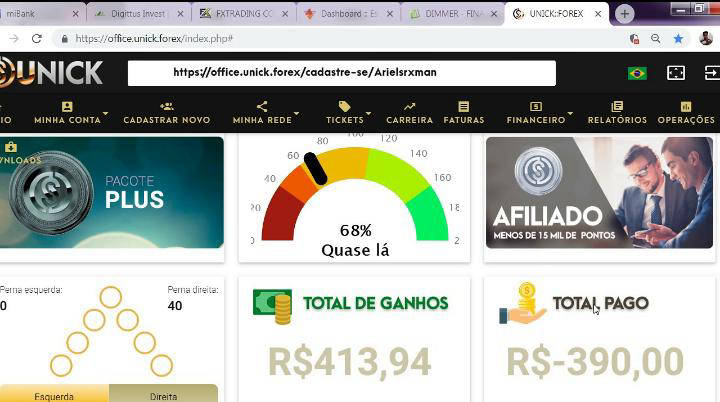 miBank
Digittus Invest
FXTRADING CO
Dashboard :: Es
DIMMER - FINA
UNICK::FOREX
https://office.unick.forex/index.php#
UNICK
https://office.unick.forex/cadastre-se/Arielsrxman
IO
MINHA CONTA
CADASTRAR NOVO
MINHA REDE
TICKETS
CARREIRA
FATURAS
FINANCEIRO
RELATÓRIOS
OPERAÇÕES
WNLOADS
PACOTE
PLUS
20
40
60
80
100
120
140
160
18
2
68%
Quase lá
AFILIADO
MENOS DE 15 MIL DE PONTOS
Perna esquerda:
0
Perna direita:
40
Esquerda
Direita
TOTAL DE GANHOS
R$413,94
TOTAL PAGO
R$-390,00